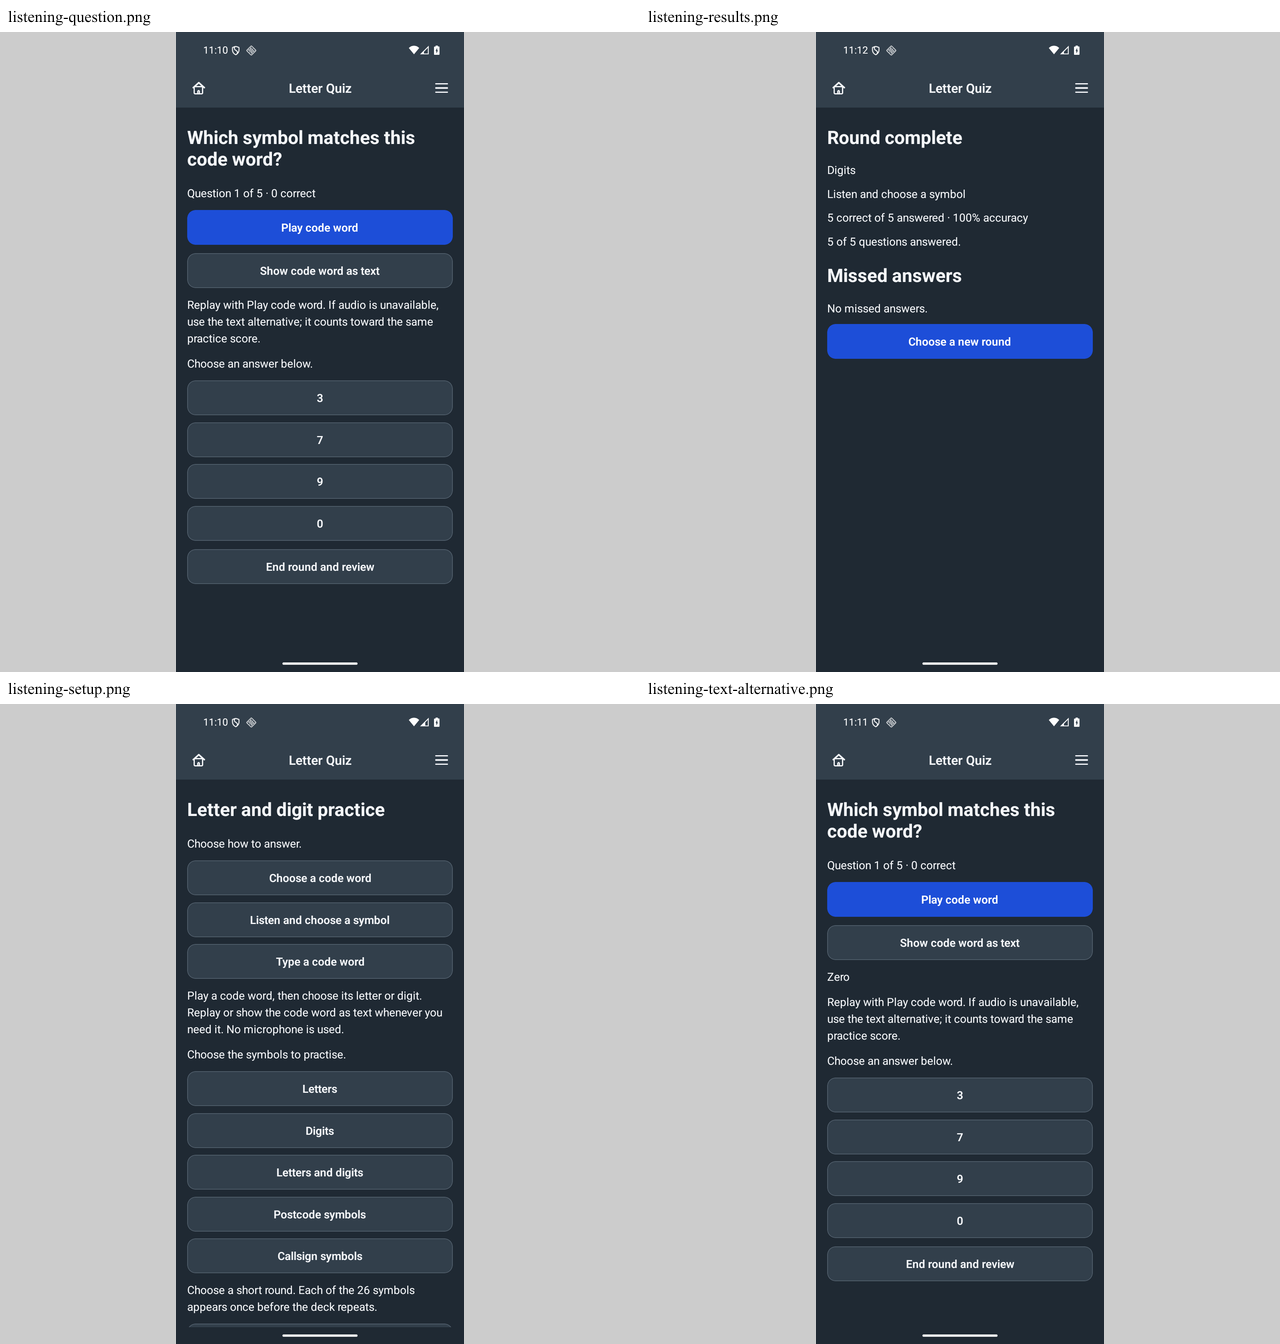 listening-question.png
11:10
Letter Quiz
Which symbol matches this
code word?
Question 1 of 5 · 0 correct
Play code word
Show code word as text
Replay with Play code word. If audio is unavailable,
use the text alternative; it counts toward the same
practice score.
Choose an answer below.
3
7
9
0
End round and review
listening-results.png
11:12
Letter Quiz
Round complete
Digits
Listen and choose a symbol
5 correct of 5 answered · 100% accuracy
5 of 5 questions answered.
Missed answers
No missed answers.
Choose a new round
listening-setup.png
11:10
Letter Quiz
Letter and digit practice
Choose how to answer.
Choose a code word
Listen and choose a symbol
Type a code word
Play a code word, then choose its letter or digit.
Replay or show the code word as text whenever you
need it. No microphone is used.
Choose the symbols to practise.
Letters
Digits
Letters and digits
Postcode symbols
Callsign symbols
Choose a short round. Each of the 26 symbols
appears once before the deck repeats.
listening-text-alternative.png
11:11
Letter Quiz
Which symbol matches this
code word?
Question 1 of 5 · 0 correct
Play code word
Show code word as text
Zero
Replay with Play code word. If audio is unavailable,
use the text alternative; it counts toward the same
practice score.
Choose an answer below.
3
7
9
0
End round and review